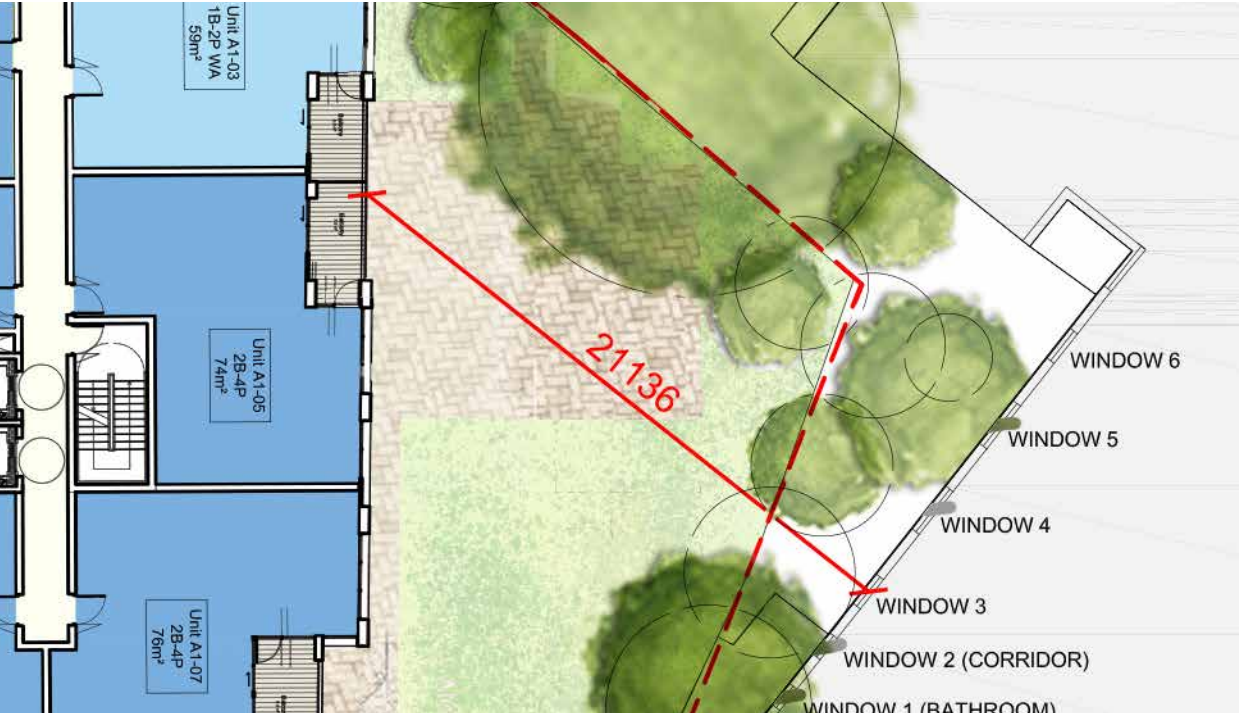 Unit A1-03
1B-2P WA
59m²
Unit A1-05
2B-4P
74m²
Unit A1-07
2B-4P
76m²
21136
WINDOW 6
WINDOW 5
WINDOW 4
WINDOW 3
WINDOW 2 (CORRIDOR)
WINDOW 1 (BATHROOM)